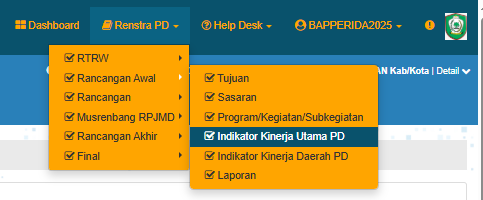 Dashboard
Renstra PD
Help Desk
BAPPERIDA2025
RTRW
Rancangan Awal
Rancangan
Musrenbang RPJMD
Rancangan Akhir
Final
Tujuan
Sasaran
Program/Kegiatan/Subkegiatan
Indikator Kinerja Utama PD
Indikator Kinerja Daerah PD
Laporan
AN Kab/Kota | Detail